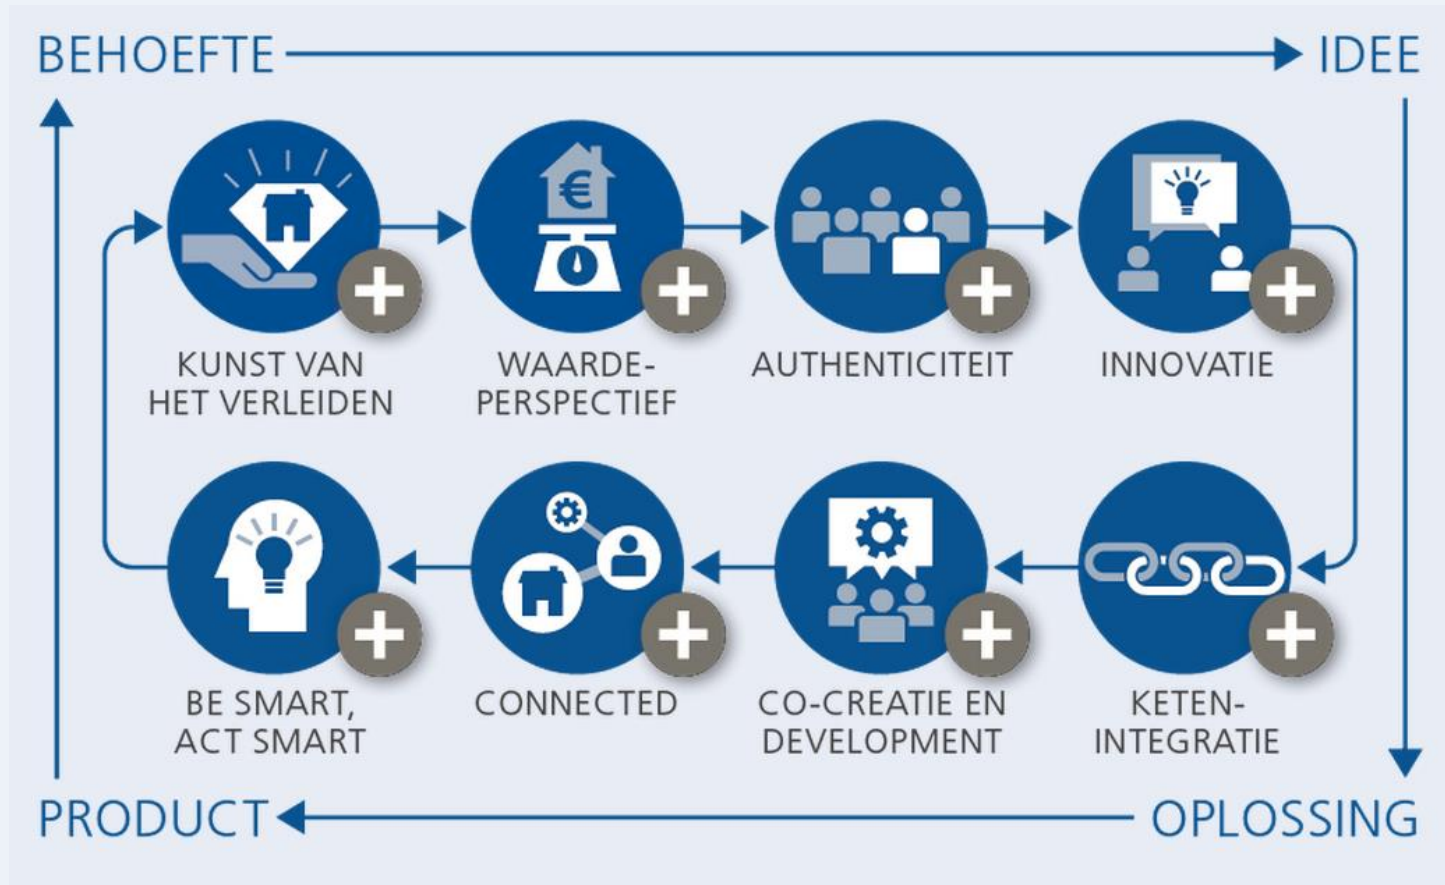 BEHOEFTE
IDEE
€
KUNST VAN
HET VERLEIDEN
WAARDE-
PERSPECTIEF
AUTHENTICITEIT
INNOVATIE
BE SMART,
ACT SMART
CONNECTED
CO-CREATIE EN
DEVELOPMENT
KETEN-
INTEGRATIE
PRODUCT
OPLOSSING